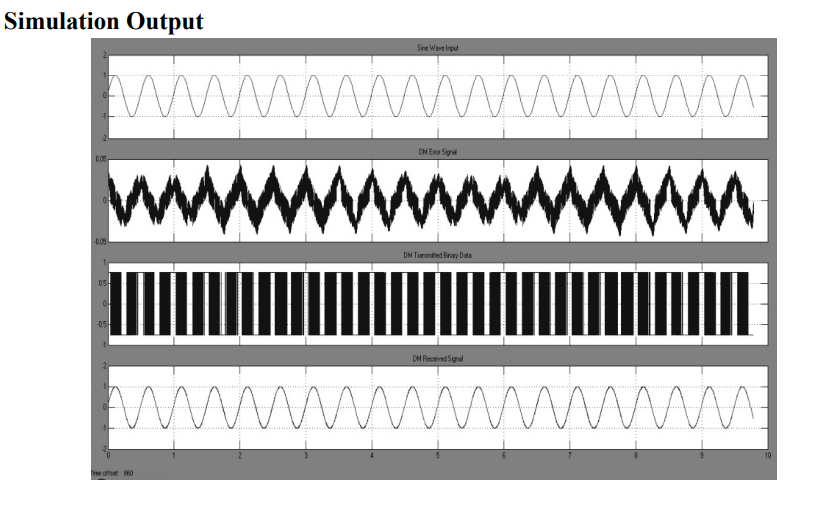 Simulation Output
Sine Wave Input
2
1
0
-1
-2
DM Error Signal
0.05
0
-0.05
DM Transmitted Binary Data
1
0.5
0
-0.5
-1
DM Received Signal
2
1
0
-1
-2
0 1 2 3 4 5 6 7 8 9 10
Time offset: 960